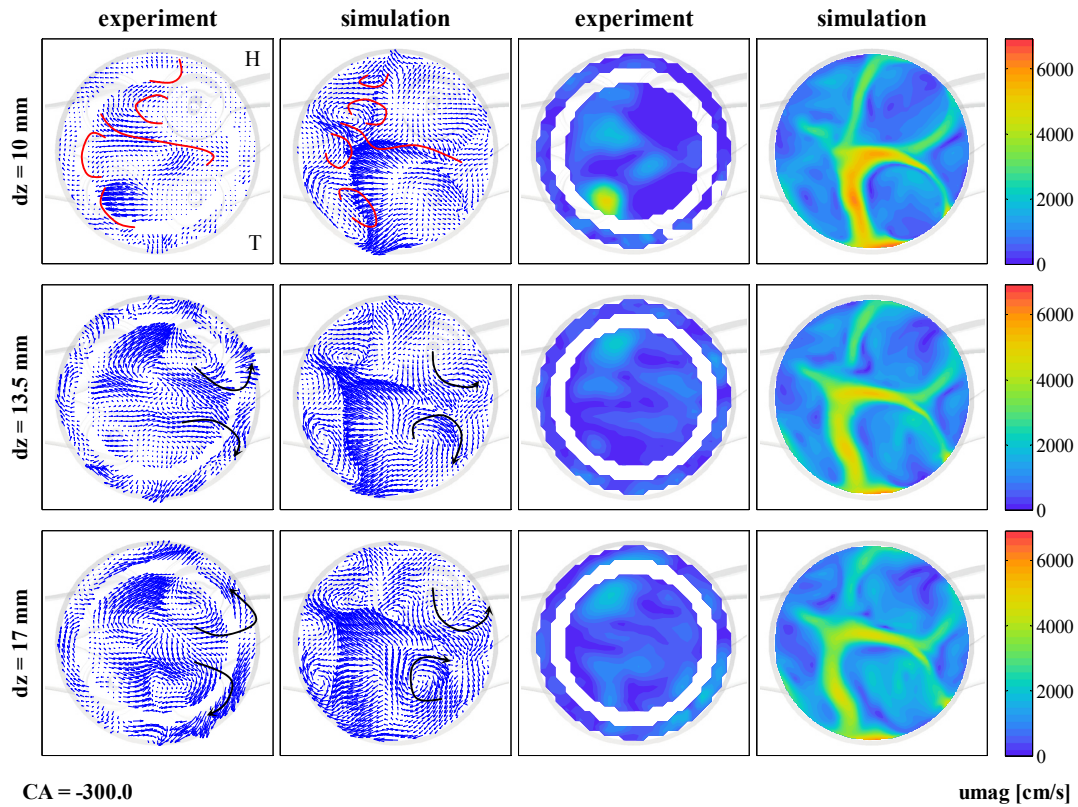 experiment simulation experiment simulation
dz = 10 mm
H
T
6000
4000
2000
0
dz = 13.5 mm
6000
4000
2000
0
dz = 17 mm
6000
4000
2000
0
CA = -300.0 umag [cm/s]